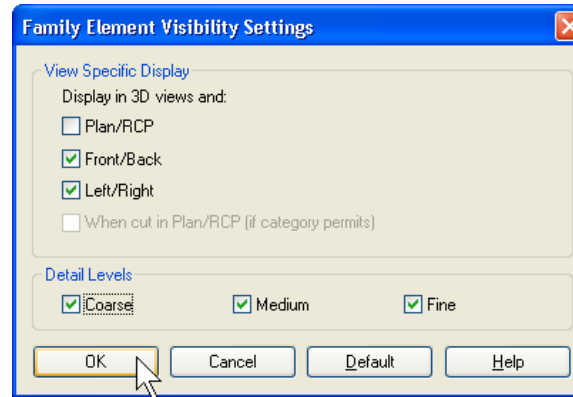 Family Element Visibility Settings
View Specific Display
Display in 3D views and:
Plan/RCP
Front/Back
Left/Right
When cut in Plan/RCP (if category permits)
Detail Levels
Coarse Medium Fine
OK Cancel Default Help